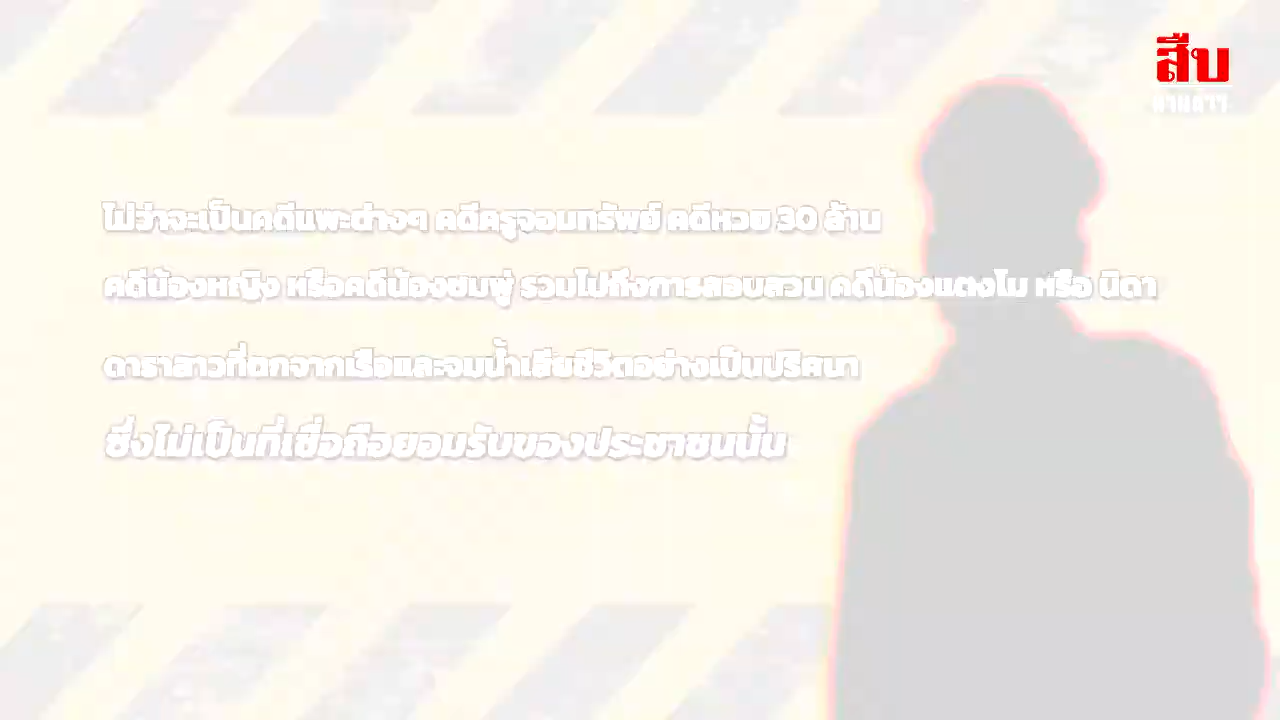 สืบ
ไม่ว่าจะเป็นคดีแพะต่างๆ คดีครูจอมทรัพย์ คดีหวย 30 ล้าน
คดีน้องหญิง หรือคดีน้องชมพู่ รวมไปถึงการสอบสวน คดีน้องแตงโม หรือ นิดา
ดาราสาวที่ตกจากเรือและจมน้ำเสียชีวิตอย่างเป็นปริศนา
ซึ่งไม่เป็นที่เชื่อถือยอมรับของประชาชนนั้น